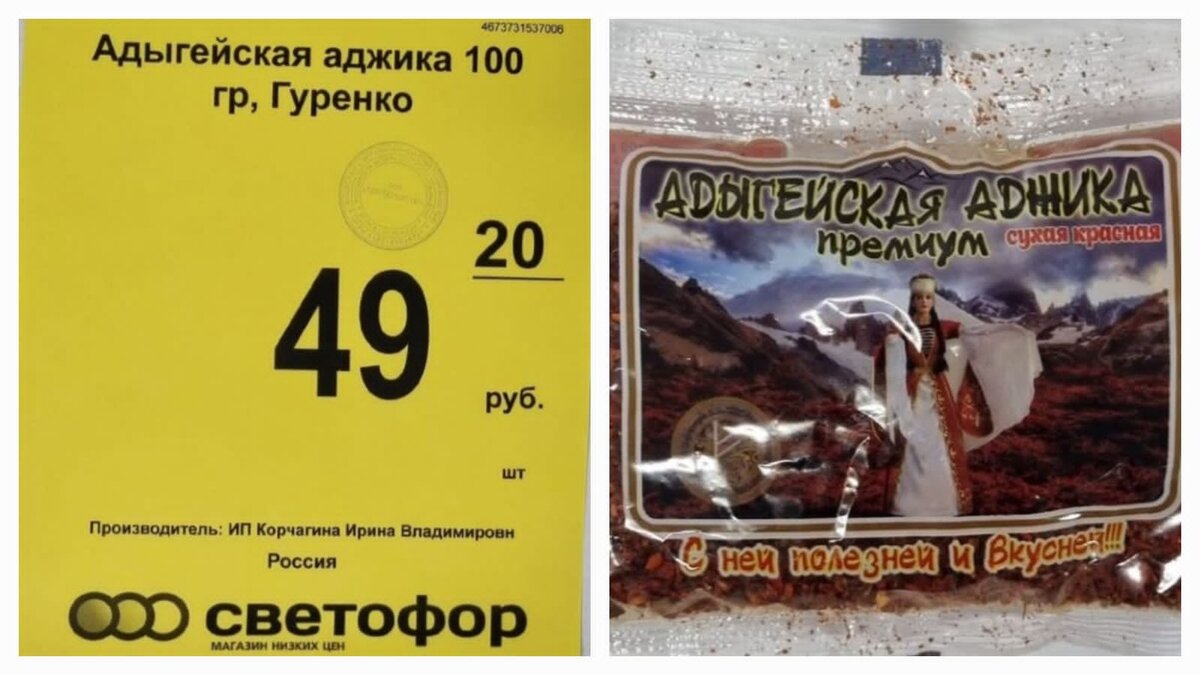 4673731537006
Адыгейская аджика 100
гр, Гуренко
20
49
руб.
шт
Производитель: ИП Корчагина Ирина Владимировн
Россия
светофор
МАГАЗИН НИЗКИХ ЦЕН
АДЫГЕЙСКАЯ АДЖИКА
премиум сухая красная
С ней полезней и Вкусней!!!